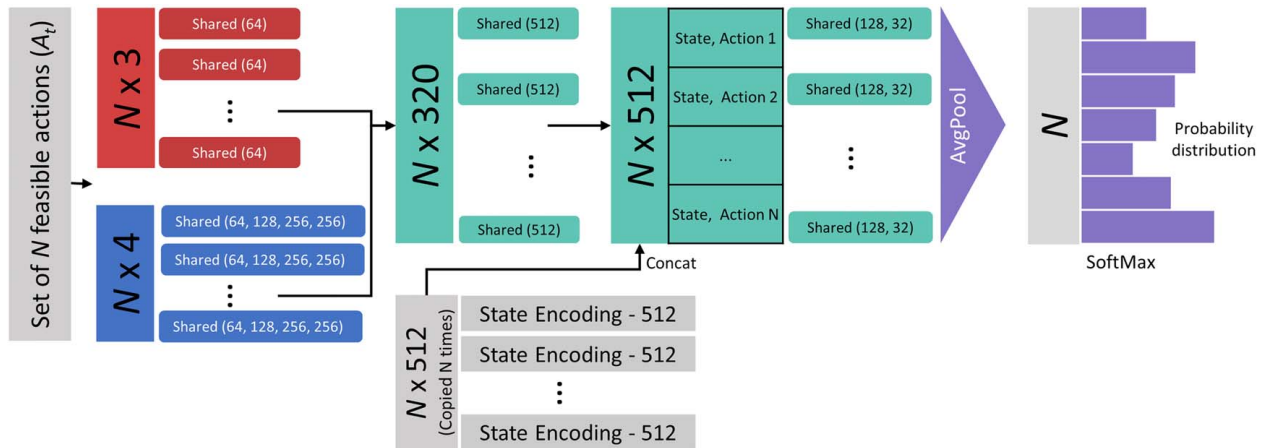 Set of N feasible actions (A_t)
N x 3
Shared (64)
Shared (64)
...
Shared (64)
N x 4
Shared (64, 128, 256, 256)
Shared (64, 128, 256, 256)
...
Shared (64, 128, 256, 256)
N x 320
Shared (512)
Shared (512)
...
Shared (512)
N x 512
State, Action 1
State, Action 2
...
State, Action N
Shared (128, 32)
Shared (128, 32)
...
Shared (128, 32)
Concat
N x 512
(Copied N times)
State Encoding - 512
State Encoding - 512
...
State Encoding - 512
AvgPool
N
Probability
distribution
SoftMax